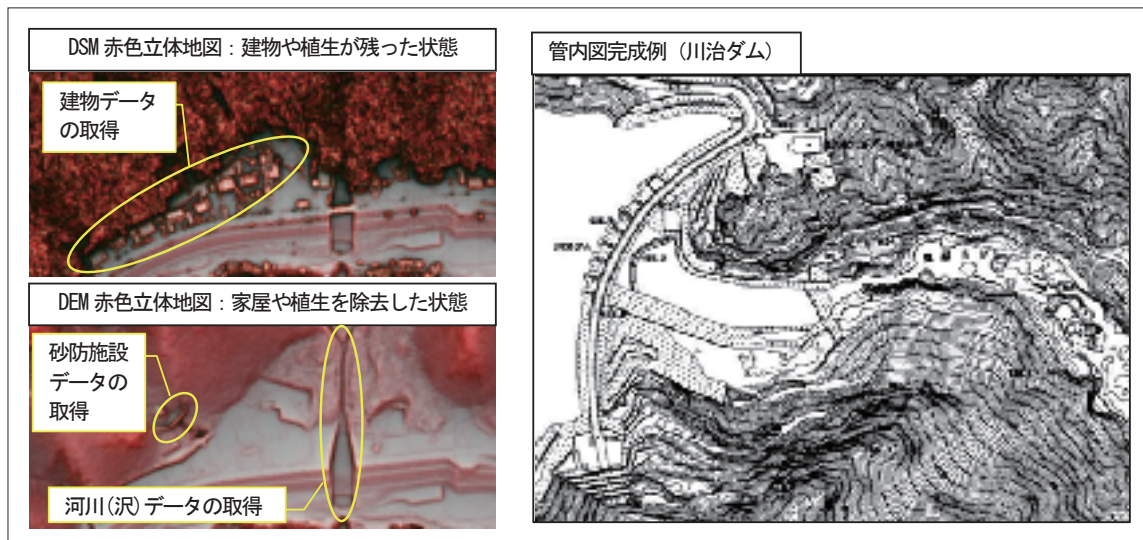 DSM 赤色立体地図：建物や植生が残った状態
建物データ
の取得
DEM 赤色立体地図：家屋や植生を除去した状態
砂防施設
データの
取得
河川(沢)データの取得
管内図完成例（川治ダム）